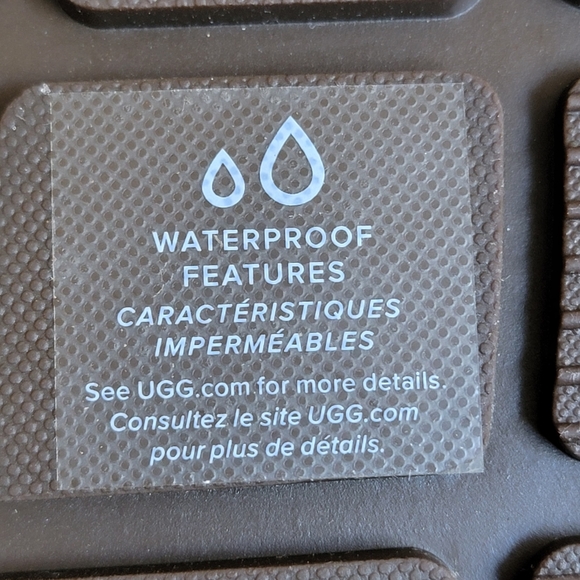 WATERPROOF
FEATURES
CARACTÉRISTIQUES
IMPERMÉABLES
See UGG.com for more details.
Consultez le site UGG.com
pour plus de détails.